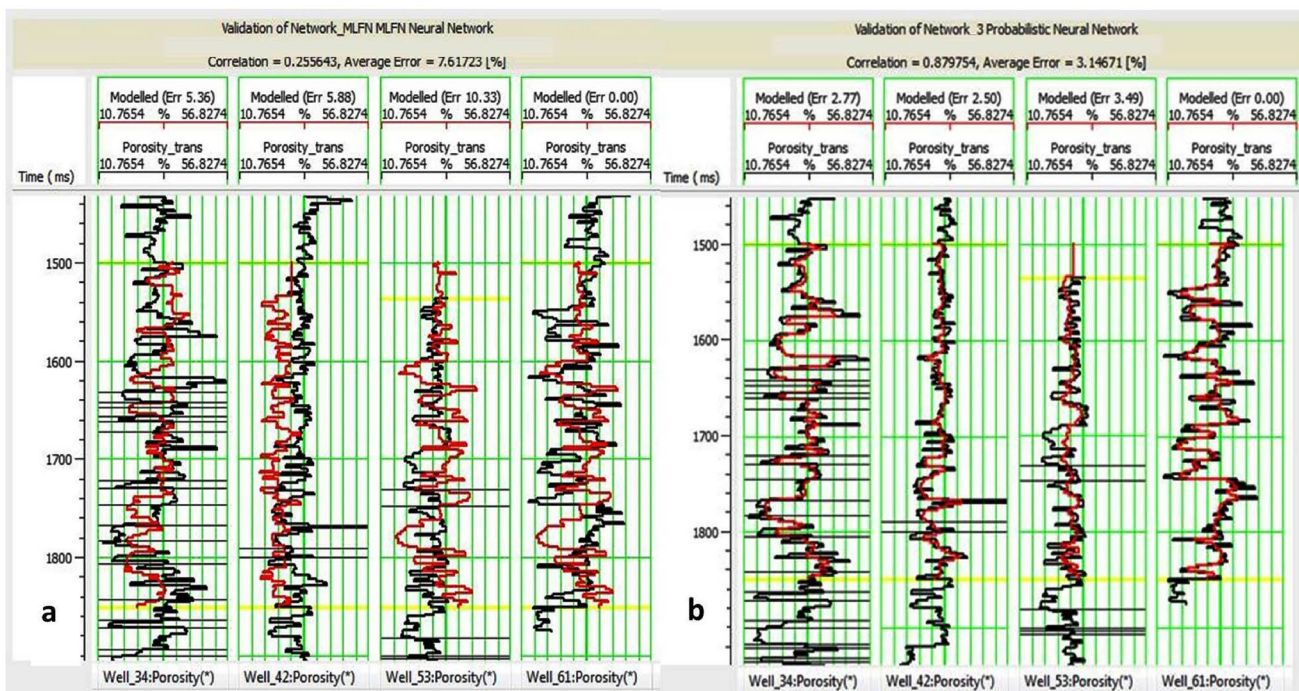 Validation of Network_MLFN MLFN Neural Network
Correlation = 0.255643, Average Error = 7.61723 [%]
Modelled (Err 5.36) Modelled (Err 5.88) Modelled (Err 10.33) Modelled (Err 0.00)
10.7654 % 56.8274 10.7654 % 56.8274 10.7654 % 56.8274 10.7654 % 56.8274
Porosity_trans Porosity_trans Porosity_trans Porosity_trans
10.7654 % 56.8274 10.7654 % 56.8274 10.7654 % 56.8274 10.7654 % 56.8274
Time ( ms)
1500
1600
1700
1800
a
Well_34:Porosity(*) Well_42:Porosity(*) Well_53:Porosity(*) Well_61:Porosity(*)
Validation of Network_3 Probabilistic Neural Network
Correlation = 0.879754, Average Error = 3.14671 [%]
Modelled (Err 2.77) Modelled (Err 2.50) Modelled (Err 3.49) Modelled (Err 0.00)
10.7654 % 56.8274 10.7654 % 56.8274 10.7654 % 56.8274 10.7654 % 56.8274
Porosity_trans Porosity_trans Porosity_trans Porosity_trans
10.7654 % 56.8274 10.7654 % 56.8274 10.7654 % 56.8274 10.7654 % 56.8274
Time ( ms)
1500
1600
1700
1800
b
Well_34:Porosity(*) Well_42:Porosity(*) Well_53:Porosity(*) Well_61:Porosity(*)